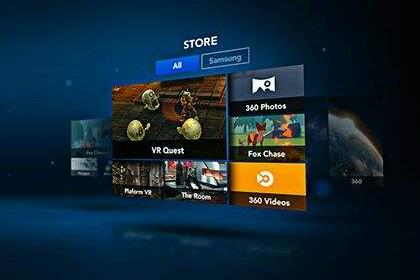 STORE
All
Samsung
360 Photos
VR Quest
Fox Chase
Plaform VR
The Room
360 Videos
360